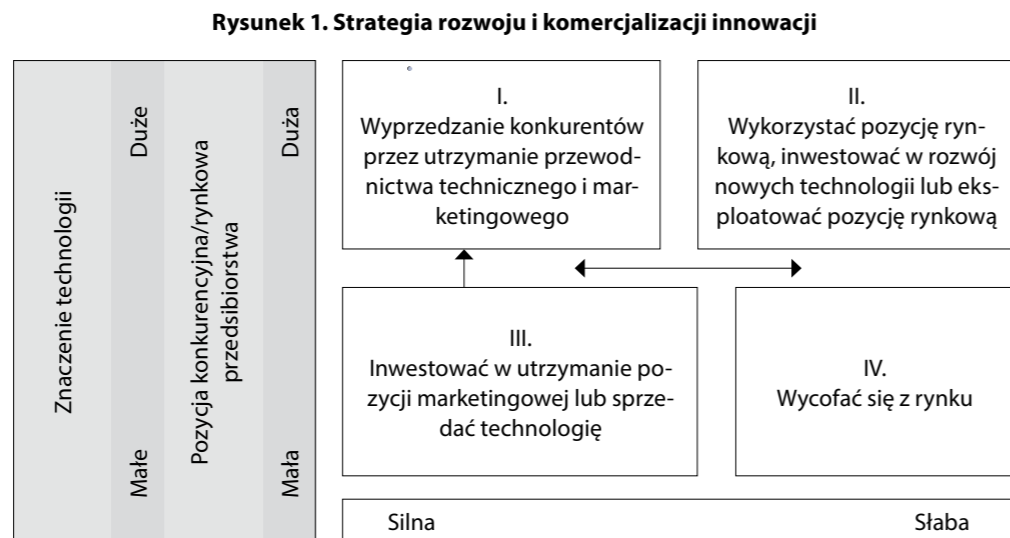 Rysunek 1. Strategia rozwoju i komercjalizacji innowacji
Znaczenie technologii
Duże
Małe
Pozycja konkurencyjna/rynkowa
przedsibiorstwa
Duża
Mała
I.
Wyprzedzanie konkurentów
przez utrzymanie przewod-
nictwa technicznego i mar-
ketingowego
II.
Wykorzystać pozycję ryn-
kową, inwestować w rozwój
nowych technologii lub eks-
ploatować pozycję rynkową
III.
Inwestować w utrzymanie po-
zycji marketingowej lub sprze-
dać technologię
IV.
Wycofać się z rynku
Silna
Słaba